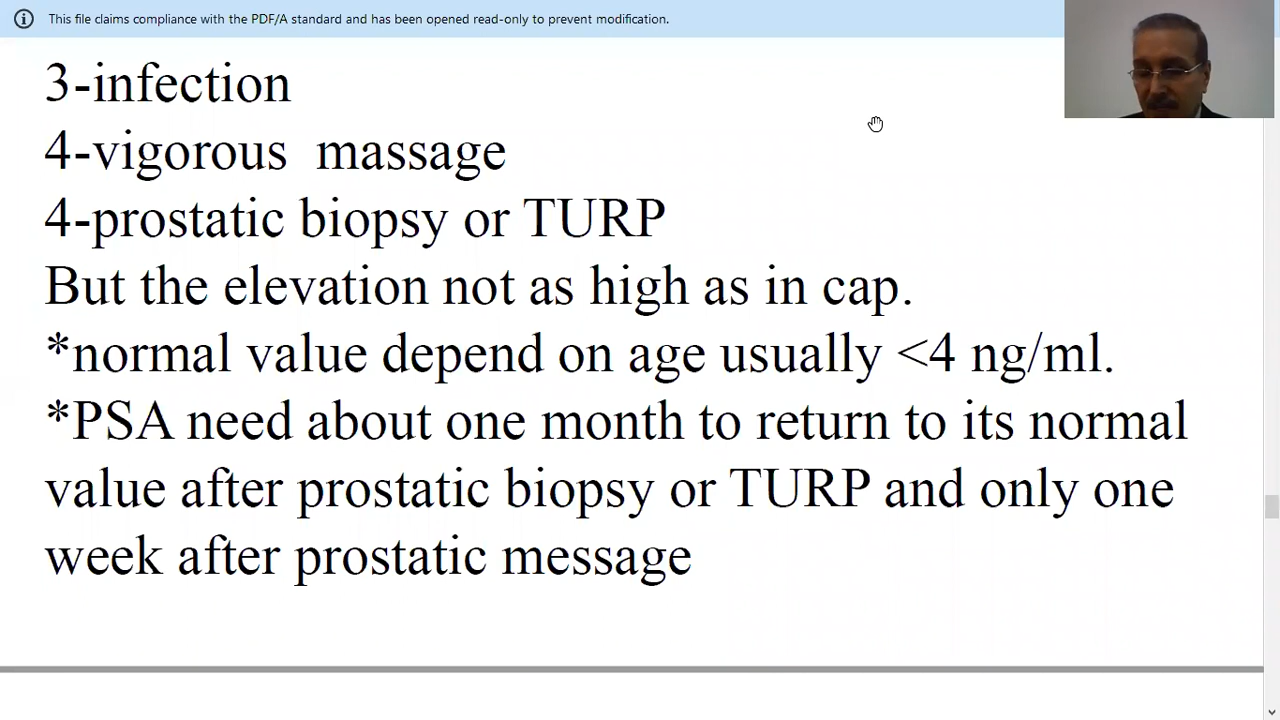 This file claims compliance with the PDF/A standard and has been opened read-only to prevent modification.
3-infection
4-vigorous  massage
4-prostatic biopsy or TURP
But the elevation not as high as in cap.
*normal value depend on age usually <4 ng/ml.
*PSA need about one month to return to its normal
value after prostatic biopsy or TURP and only one
week after prostatic message